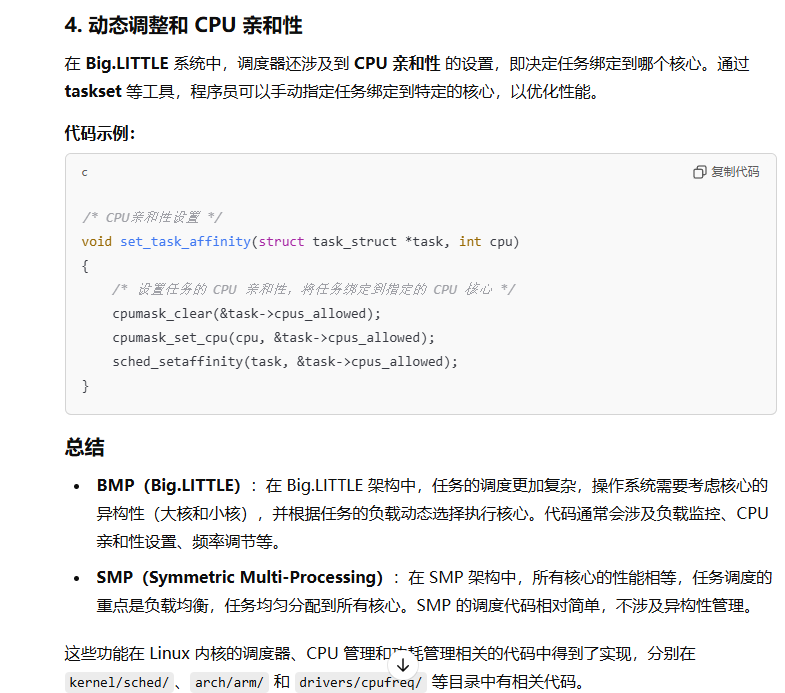 4. 动态调整和 CPU 亲和性
在 Big.LITTLE 系统中，调度器还涉及到 CPU 亲和性 的设置，即决定任务绑定到哪个核心。通过
taskset 等工具，程序员可以手动指定任务绑定到特定的核心，以优化性能。
代码示例：
c
复制代码
/* CPU亲和性设置 */
void set_task_affinity(struct task_struct *task, int cpu)
{
    /* 设置任务的 CPU 亲和性，将任务绑定到指定的 CPU 核心 */
    cpumask_clear(&task->cpus_allowed);
    cpumask_set_cpu(cpu, &task->cpus_allowed);
    sched_setaffinity(task, &task->cpus_allowed);
}
总结
• BMP（Big.LITTLE）：在 Big.LITTLE 架构中，任务的调度更加复杂，操作系统需要考虑核心的
异构性（大核和小核），并根据任务的负载动态选择执行核心。代码通常会涉及负载监控、CPU
亲和性设置、频率调节等。
• SMP（Symmetric Multi-Processing）：在 SMP 架构中，所有核心的性能相等，任务调度的
重点是负载均衡，任务均匀分配到所有核心。SMP 的调度代码相对简单，不涉及异构性管理。
这些功能在 Linux 内核的调度器、CPU 管理和功耗管理相关的代码中得到了实现，分别在
kernel/sched/、arch/arm/ 和 drivers/cpufreq/ 等目录中有相关代码。